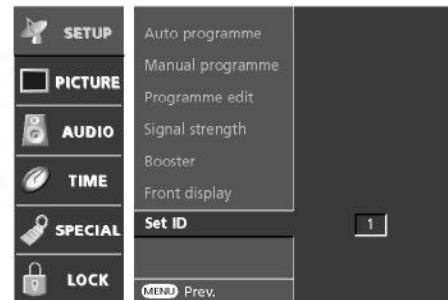 SETUP
PICTURE
AUDIO
TIME
SPECIAL
LOCK
Auto programme
Manual programme
Programme edit
Signal strength
Booster
Front display
Set ID
1
MENU Prev.